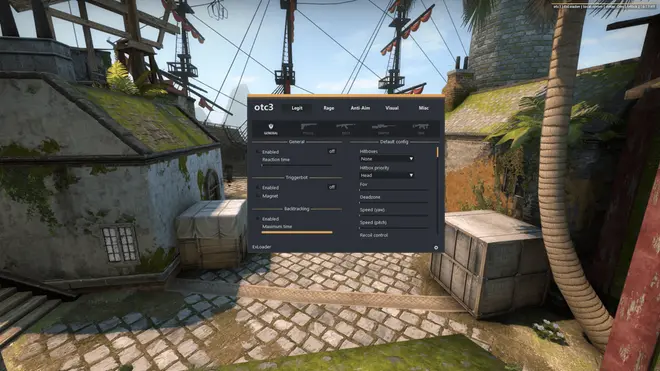 otc3 Legit Rage Anti-Aim Visual Misc
GENERAL
General
Enabled off
Reaction time
Triggerbot
Enabled off
Magnet
Backtracking
Enabled
Maximum time
Default config
Hitboxes
None
Hitbox priority
Head
Fov
Deadzone
Speed (yaw)
Speed (pitch)
Recoil control
ExLoader